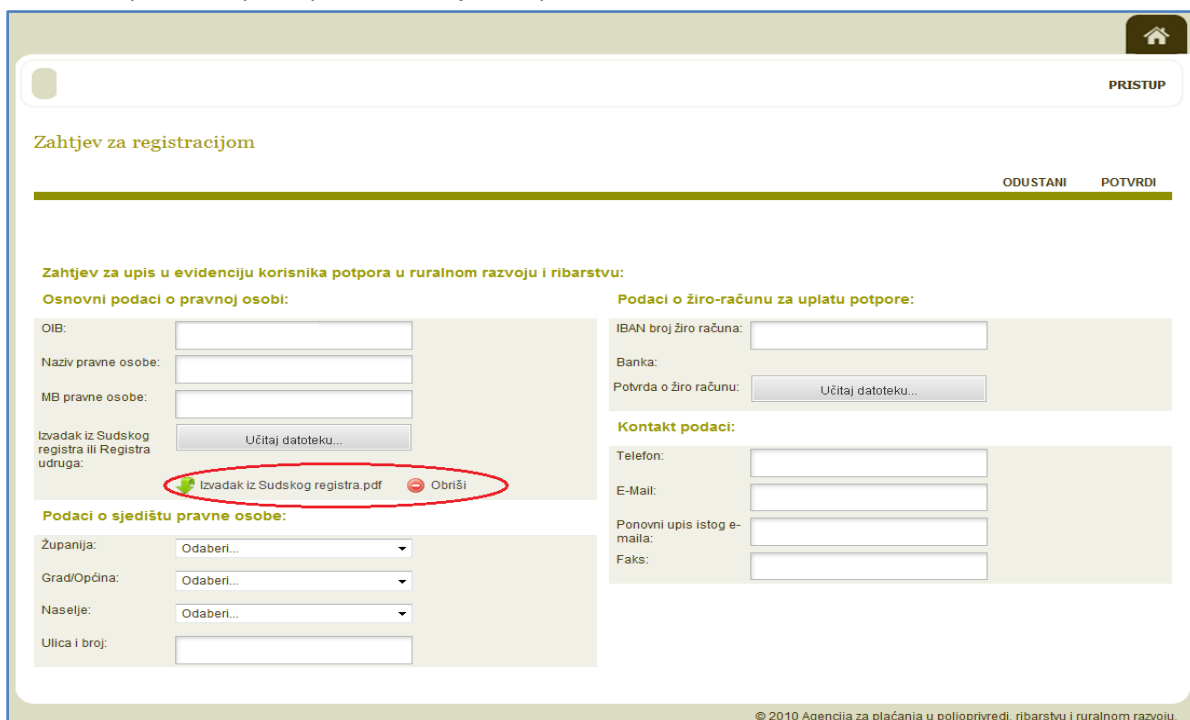 PRISTUP
Zahtjev za registracijom
ODUSTANI POTVRDI
Zahtjev za upis u evidenciju korisnika potpora u ruralnom razvoju i ribarstvu:
Osnovni podaci o pravnoj osobi:
OIB:
Naziv pravne osobe:
MB pravne osobe:
Izvadak iz Sudskog
registra ili Registra
udruga:
Učitaj datoteku...
Izvadak iz Sudskog registra.pdf Obriši
Podaci o sjedištu pravne osobe:
Županija: Odaberi...
Grad/Općina: Odaberi...
Naselje: Odaberi...
Ulica i broj:
Podaci o žiro-računu za uplatu potpore:
IBAN broj žiro računa:
Banka:
Potvrda o žiro računu: Učitaj datoteku...
Kontakt podaci:
Telefon:
E-Mail:
Ponovni upis istog e-
maila:
Faks:
© 2010 Agencija za plaćanja u poljoprivredi, ribarstvu i ruralnom razvoju.